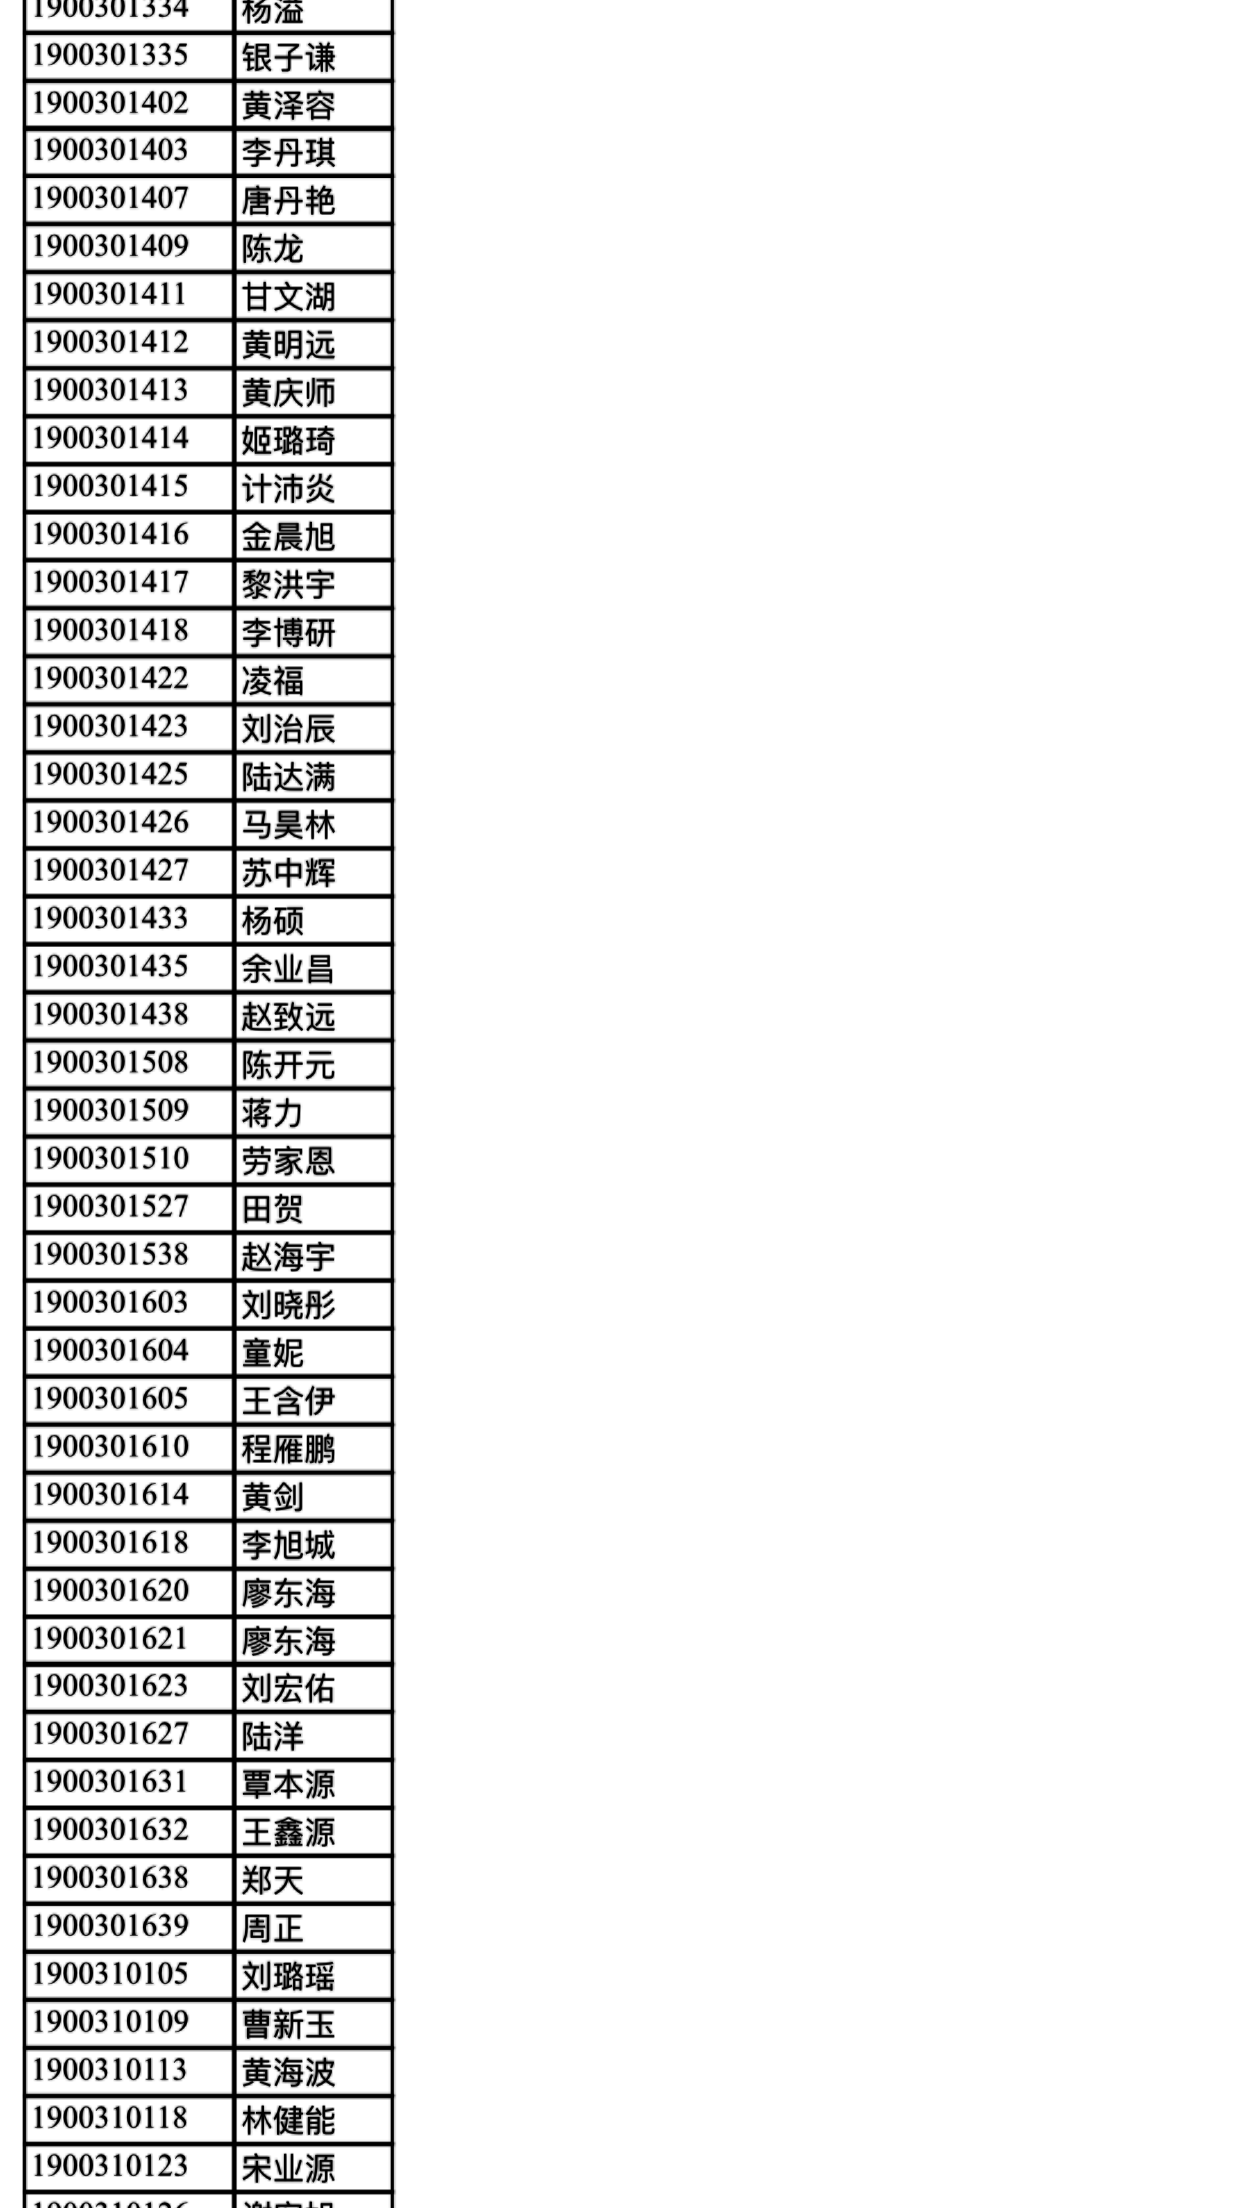 1900301334 杨溢
1900301335 银子谦
1900301402 黄泽容
1900301403 李丹琪
1900301407 唐丹艳
1900301409 陈龙
1900301411 甘文湖
1900301412 黄明远
1900301413 黄庆师
1900301414 姬璐琦
1900301415 计沛炎
1900301416 金晨旭
1900301417 黎洪宇
1900301418 李博研
1900301422 凌福
1900301423 刘治辰
1900301425 陆达满
1900301426 马昊林
1900301427 苏中辉
1900301433 杨硕
1900301435 余业昌
1900301438 赵致远
1900301508 陈开元
1900301509 蒋力
1900301510 劳家恩
1900301527 田贺
1900301538 赵海宇
1900301603 刘晓彤
1900301604 童妮
1900301605 王含伊
1900301610 程雁鹏
1900301614 黄剑
1900301618 李旭城
1900301620 廖东海
1900301621 廖东海
1900301623 刘宏佑
1900301627 陆洋
1900301631 覃本源
1900301632 王鑫源
1900301638 郑天
1900301639 周正
1900310105 刘璐瑶
1900310109 曹新玉
1900310113 黄海波
1900310118 林健能
1900310123 宋业源